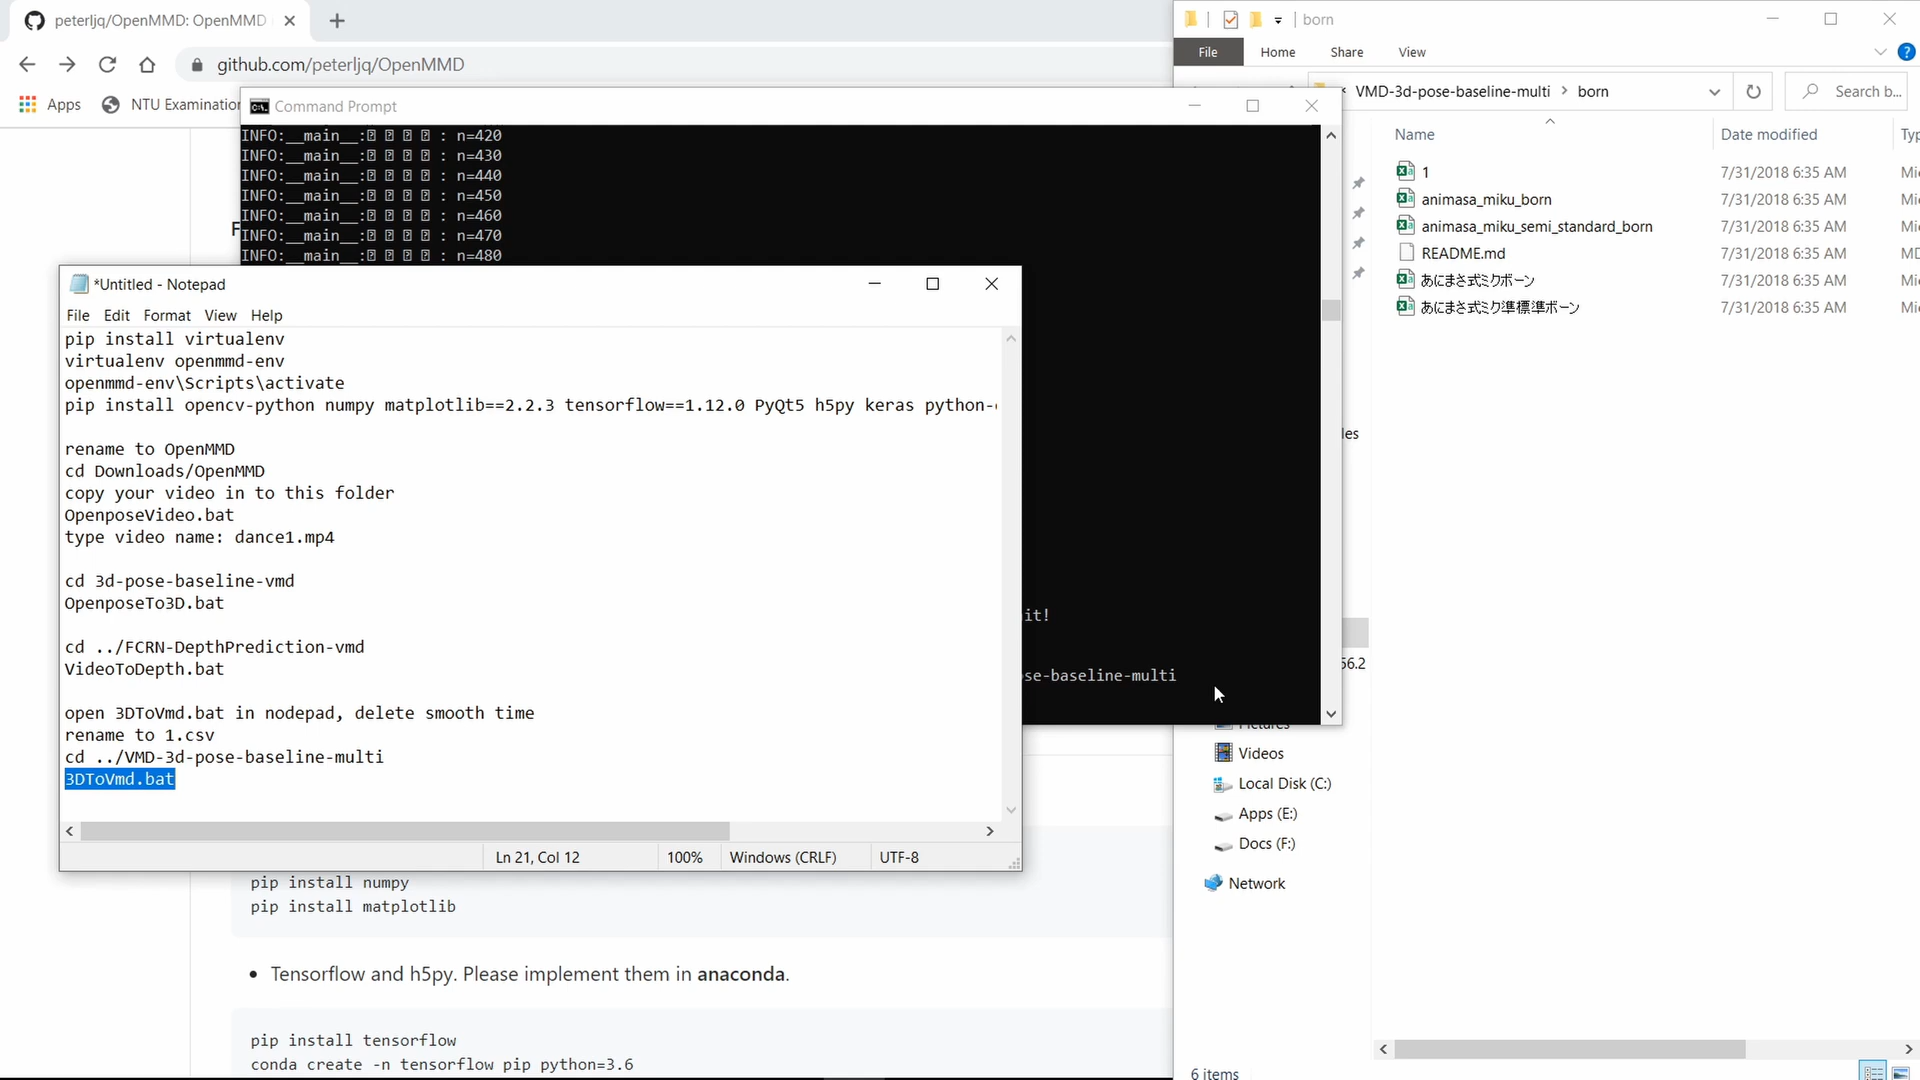 peterljq/OpenMMD: OpenMMD
github.com/peterljq/OpenMMD
Apps
NTU Examination
born
File
Home
Share
View
VMD-3d-pose-baseline-multi
born
Search b...
Name
Date modified
1
7/31/2018 6:35 AM
animasa_miku_born
7/31/2018 6:35 AM
animasa_miku_semi_standard_born
7/31/2018 6:35 AM
README.md
7/31/2018 6:35 AM
あにまさ式ミクボーン
7/31/2018 6:35 AM
あにまさ式ミク準標準ボーン
7/31/2018 6:35 AM
les
56.2
Pictures
Videos
Local Disk (C:)
Apps (E:)
Docs (F:)
Network
6 items
Command Prompt
INFO:__main__: : n=420
INFO:__main__: : n=430
INFO:__main__: : n=440
INFO:__main__: : n=450
INFO:__main__: : n=460
INFO:__main__: : n=470
INFO:__main__: : n=480
it!
se-baseline-multi
*Untitled - Notepad
File Edit Format View Help
pip install virtualenv
virtualenv openmmd-env
openmmd-env\Scripts\activate
pip install opencv-python numpy matplotlib==2.2.3 tensorflow==1.12.0 PyQt5 h5py keras python-
rename to OpenMMD
cd Downloads/OpenMMD
copy your video in to this folder
OpenposeVideo.bat
type video name: dance1.mp4
cd 3d-pose-baseline-vmd
OpenposeTo3D.bat
cd ../FCRN-DepthPrediction-vmd
VideoToDepth.bat
open 3DToVmd.bat in nodepad, delete smooth time
rename to 1.csv
cd ../VMD-3d-pose-baseline-multi
3DToVmd.bat
Ln 21, Col 12
100%
Windows (CRLF)
UTF-8
pip install numpy
pip install matplotlib
Tensorflow and h5py. Please implement them in anaconda.
pip install tensorflow
conda create -n tensorflow pip python=3.6